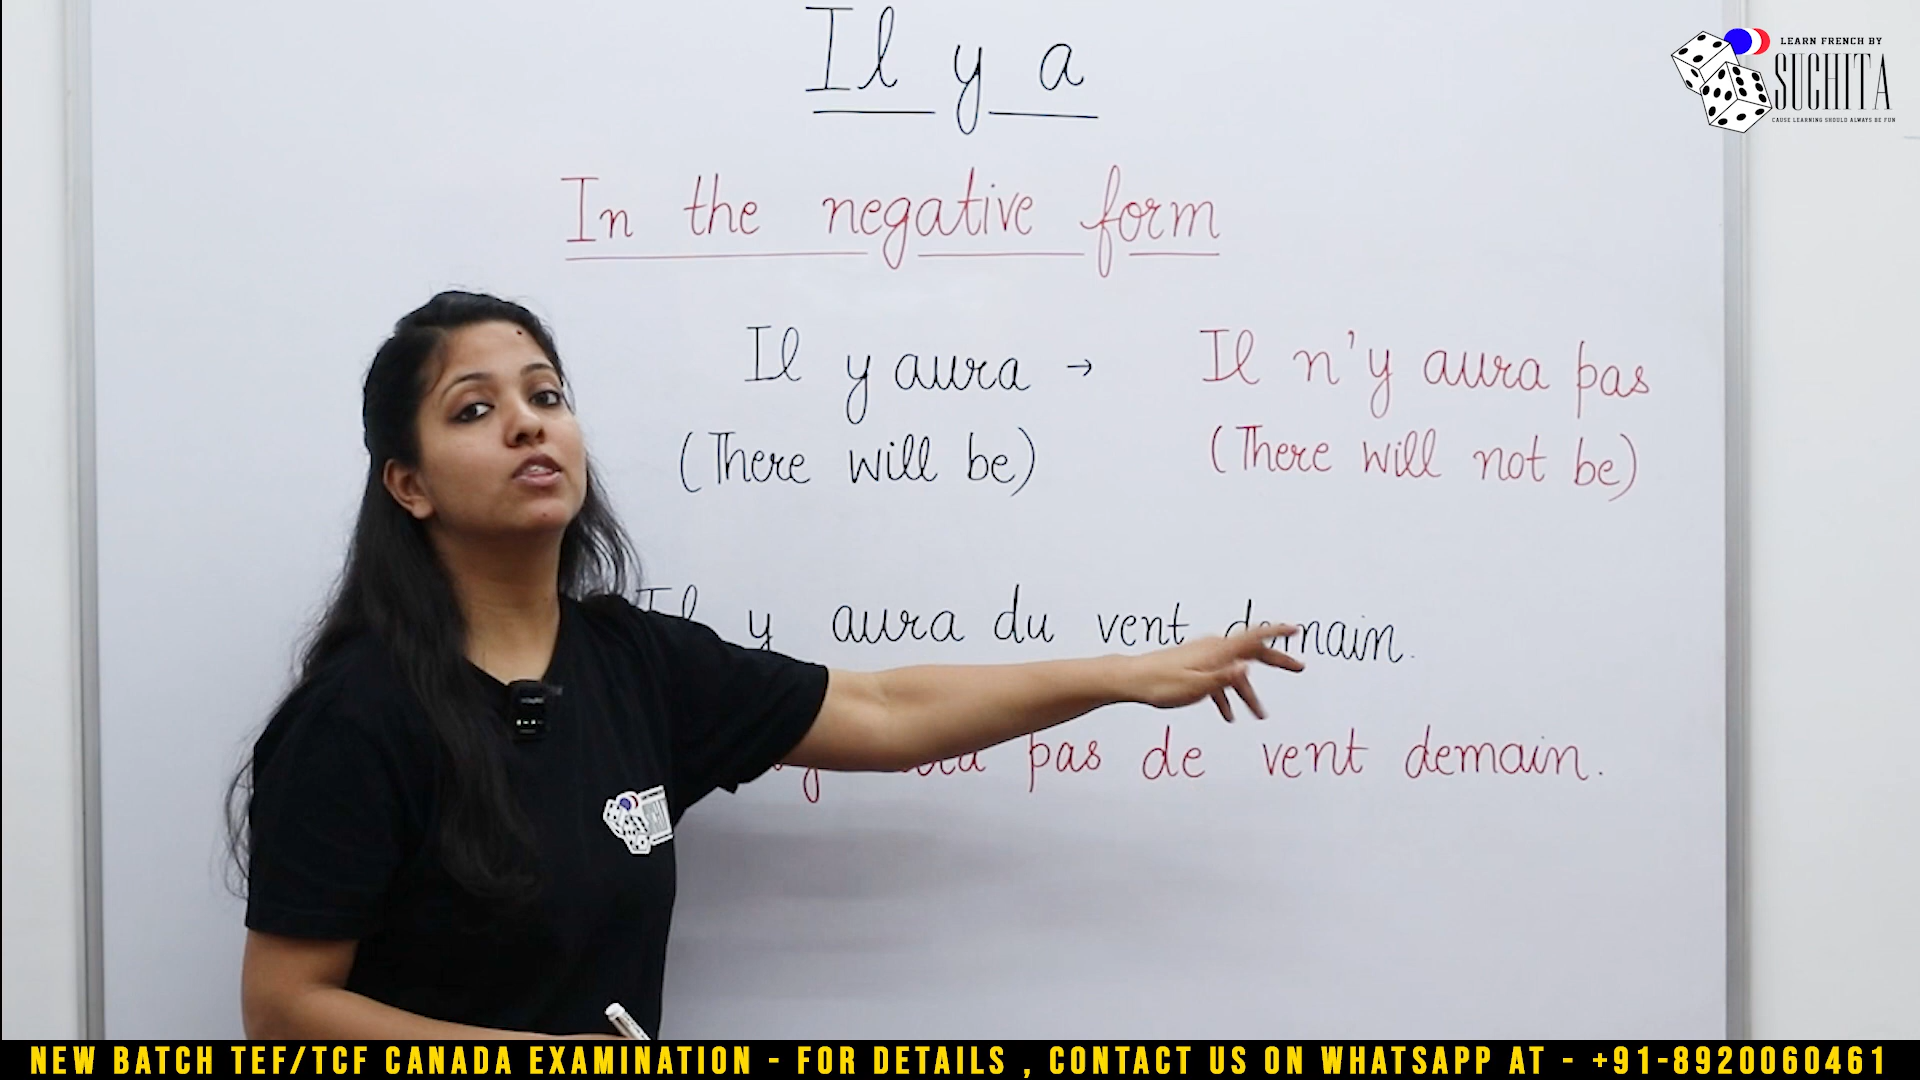 Il y a
LEARN FRENCH BY
SUCHITA
CAUSE LEARNING SHOULD ALWAYS BE FUN
In the negative form
Il y aura → Il n'y aura pas
(There will be) (There will not be)
Il y aura du vent demain.
pas de vent demain.
NEW BATCH TEF/TCF CANADA EXAMINATION - FOR DETAILS , CONTACT US ON WHATSAPP AT - +91-8920060461